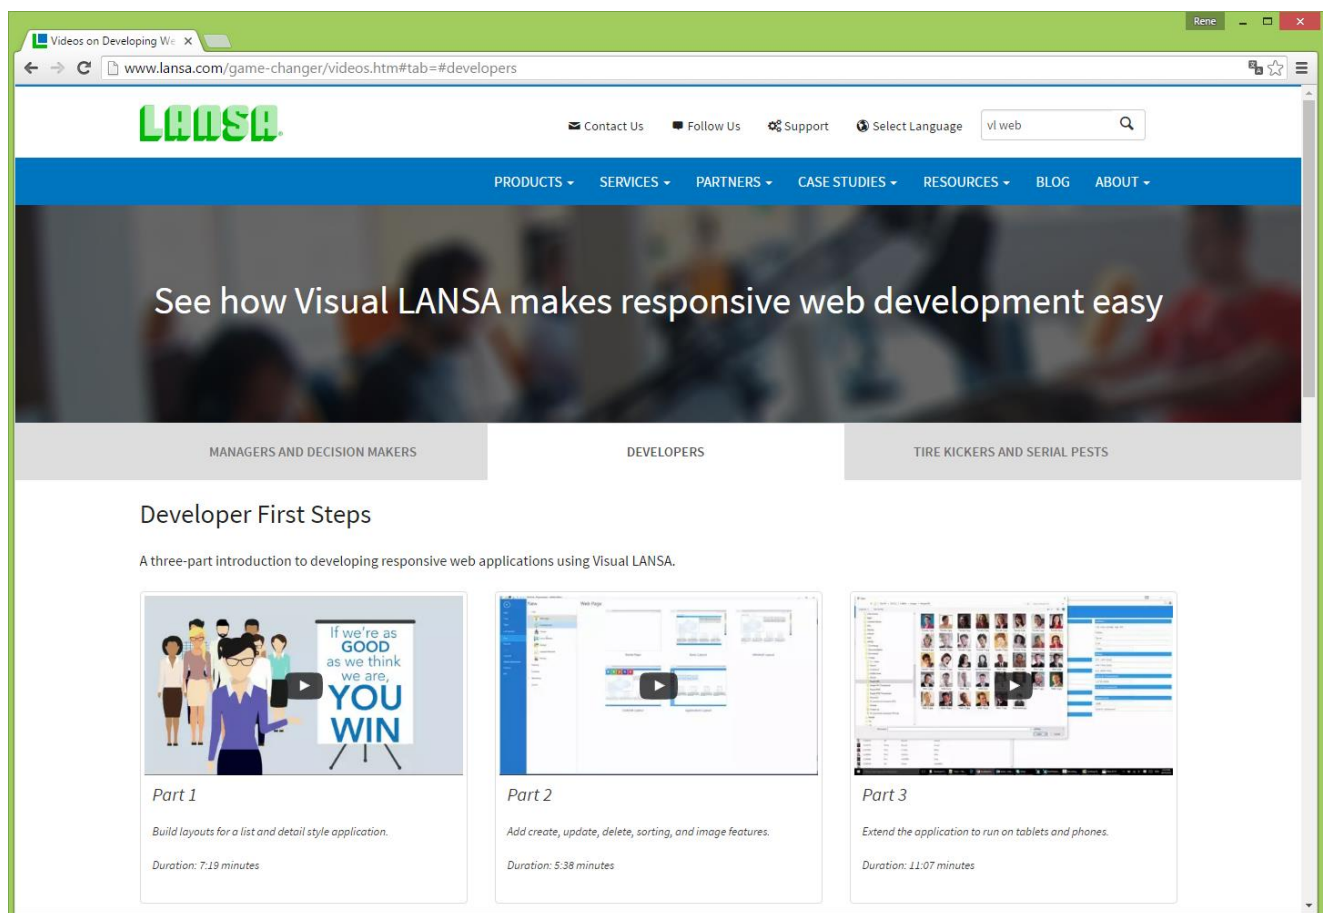 Rene
Videos on Developing We
www.lansa.com/game-changer/videos.htm#tab=#developers
LANSA
Contact Us Follow Us Support Select Language vl web
PRODUCTS SERVICES PARTNERS CASE STUDIES RESOURCES BLOG ABOUT
See how Visual LANSA makes responsive web development easy
MANAGERS AND DECISION MAKERS DEVELOPERS TIRE KICKERS AND SERIAL PESTS
Developer First Steps
A three-part introduction to developing responsive web applications using Visual LANSA.
If we're as
GOOD
as we think
we are,
YOU
WIN
Web Page
Part 1
Build layouts for a list and detail style application.
Duration: 7:19 minutes
Part 2
Add create, update, delete, sorting, and image features.
Duration: 5:38 minutes
Part 3
Extend the application to run on tablets and phones.
Duration: 11:07 minutes